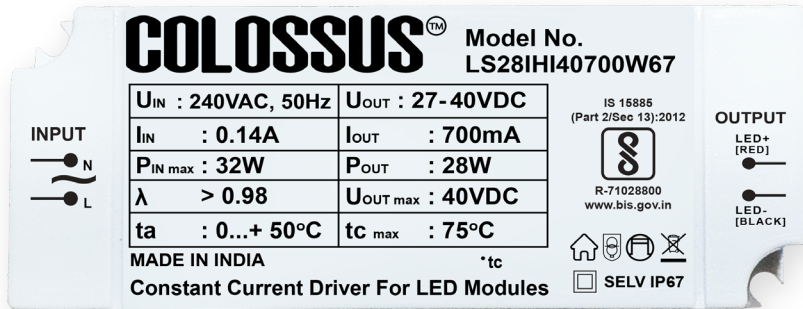 COLOSSUS™
Model No.
LS28IHI40700W67
UIN : 240VAC, 50Hz
UOUT : 27-40VDC
IIN : 0.14A
IOUT : 700mA
PIN max : 32W
POUT : 28W
λ > 0.98
UOUT max : 40VDC
ta : 0...+ 50°C
tc max : 75°C
MADE IN INDIA
•tc
Constant Current Driver For LED Modules
INPUT
N
L
IS 15885
(Part 2/Sec 13):2012
R-71028800
www.bis.gov.in
SELV IP67
OUTPUT
LED+
[RED]
LED-
[BLACK]